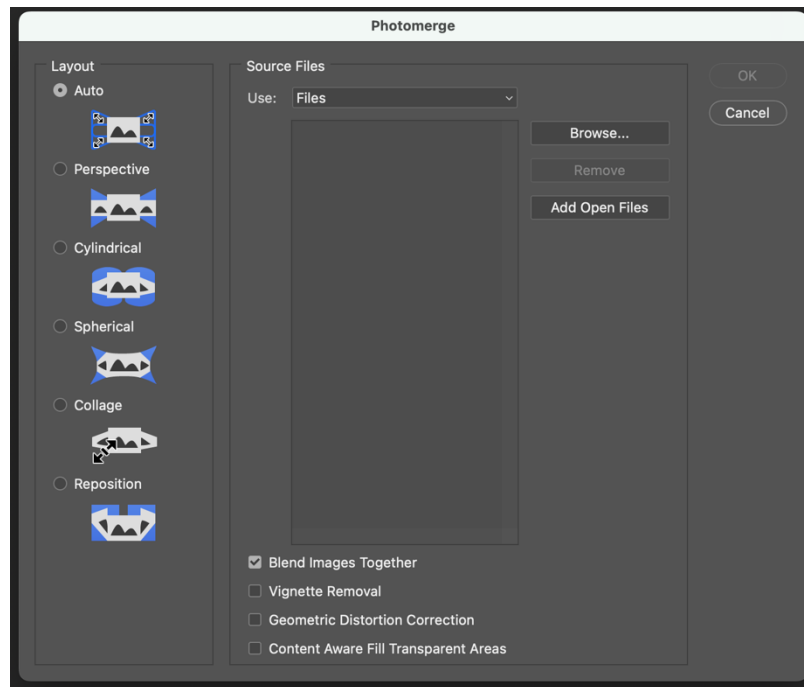 Photomerge
Layout
Auto
Perspective
Cylindrical
Spherical
Collage
Reposition
Source Files
Use: Files
Browse...
Remove
Add Open Files
Blend Images Together
Vignette Removal
Geometric Distortion Correction
Content Aware Fill Transparent Areas
OK
Cancel